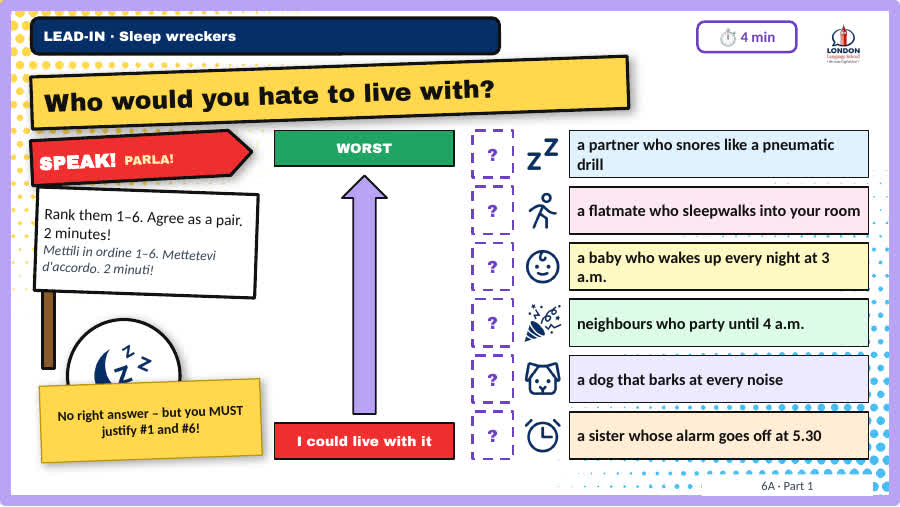 LEAD-IN · Sleep wreckers
4 min
LONDON
Who would you hate to live with?
SPEAK! PARLA!
Rank them 1–6. Agree as a pair.
2 minutes!
Mettili in ordine 1–6. Mettetevi
d'accordo. 2 minuti!
z z z
No right answer – but you MUST
justify #1 and #6!
WORST
I could live with it
?
z z
a partner who snores like a pneumatic
drill
?
a flatmate who sleepwalks into your room
?
a baby who wakes up every night at 3
a.m.
?
neighbours who party until 4 a.m.
?
a dog that barks at every noise
?
a sister whose alarm goes off at 5.30
6A · Part 1